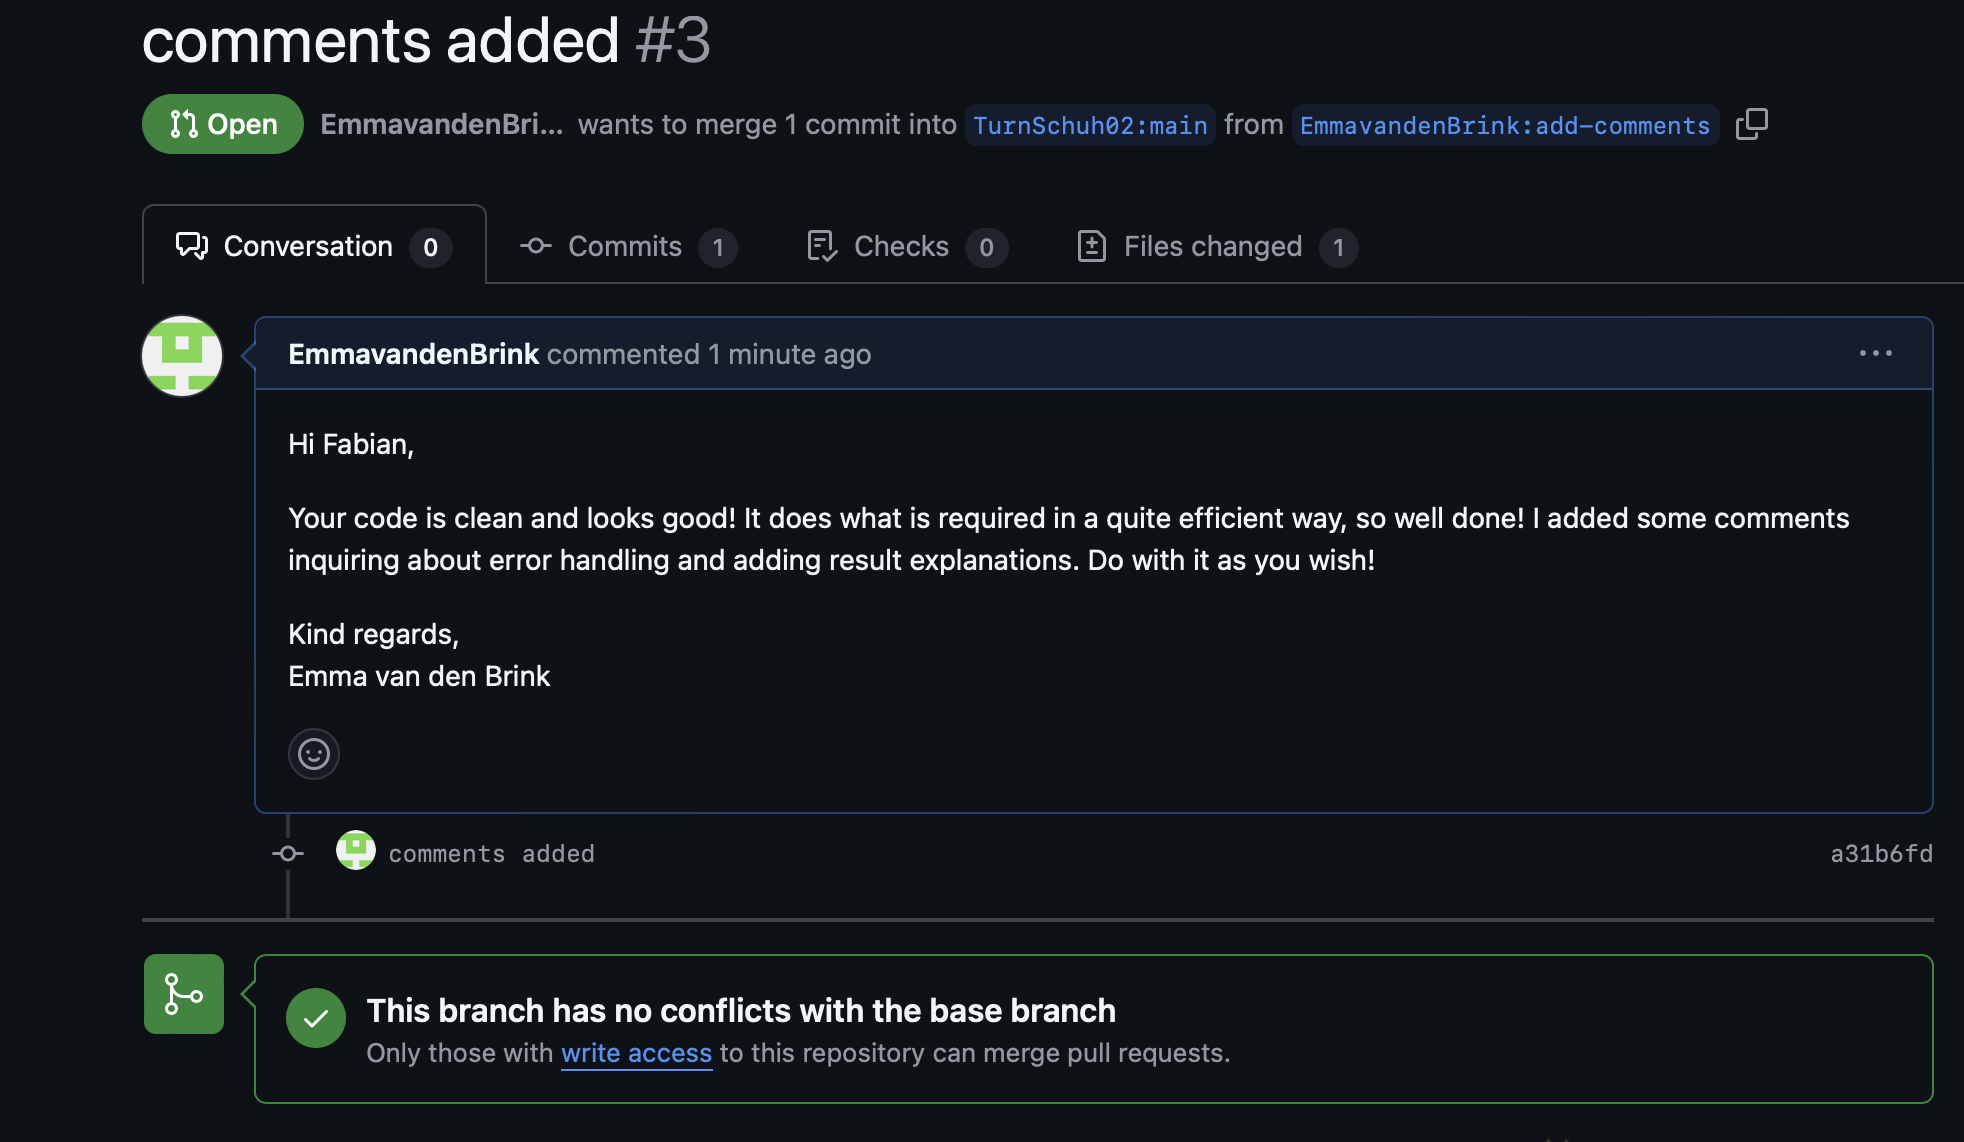 comments added #3
Open EmmavandenBri... wants to merge 1 commit into TurnSchuh02:main from EmmavandenBrink:add-comments
Conversation 0 Commits 1 Checks 0 Files changed 1
EmmavandenBrink commented 1 minute ago
Hi Fabian,
Your code is clean and looks good! It does what is required in a quite efficient way, so well done! I added some comments
inquiring about error handling and adding result explanations. Do with it as you wish!
Kind regards,
Emma van den Brink
comments added a31b6fd
This branch has no conflicts with the base branch
Only those with write access to this repository can merge pull requests.